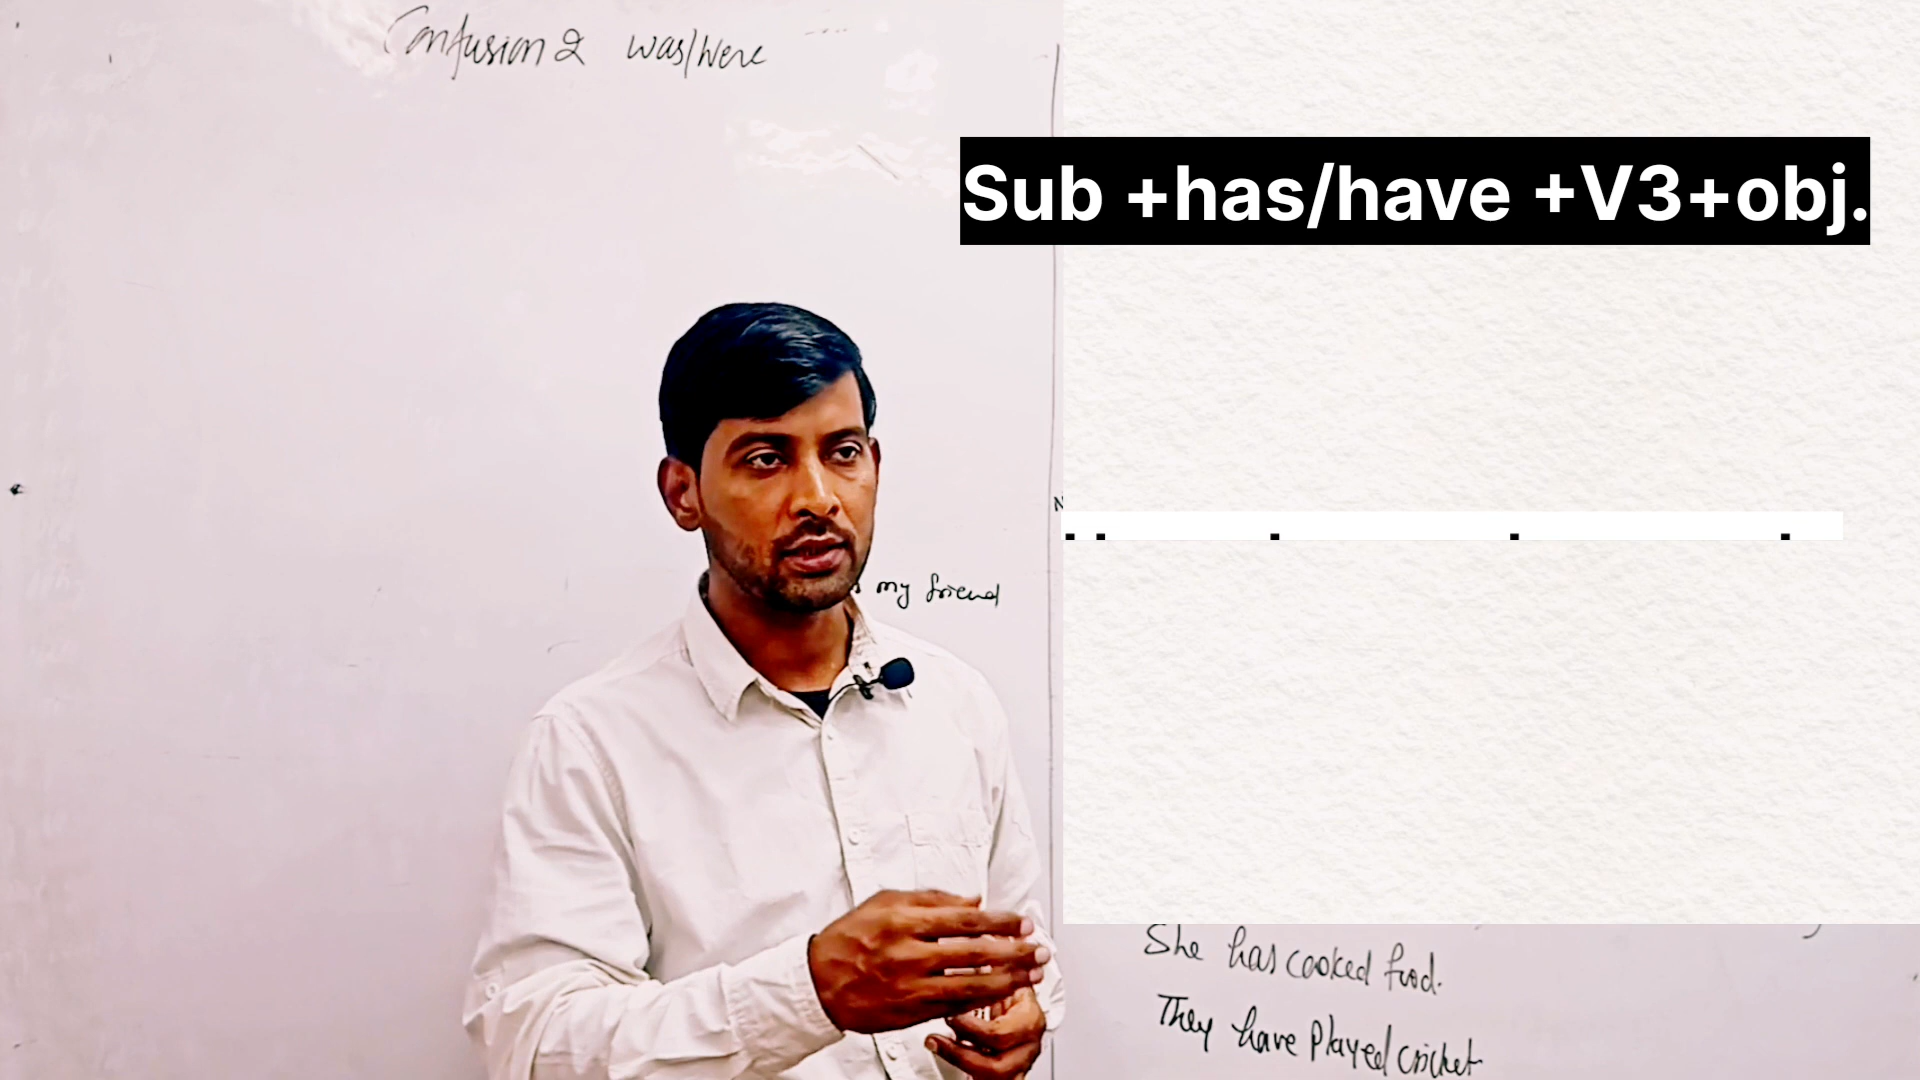 Confusion 2 was/were
Sub +has/have +V3+obj.
my friend
She has cooked food.
They have Played cricket